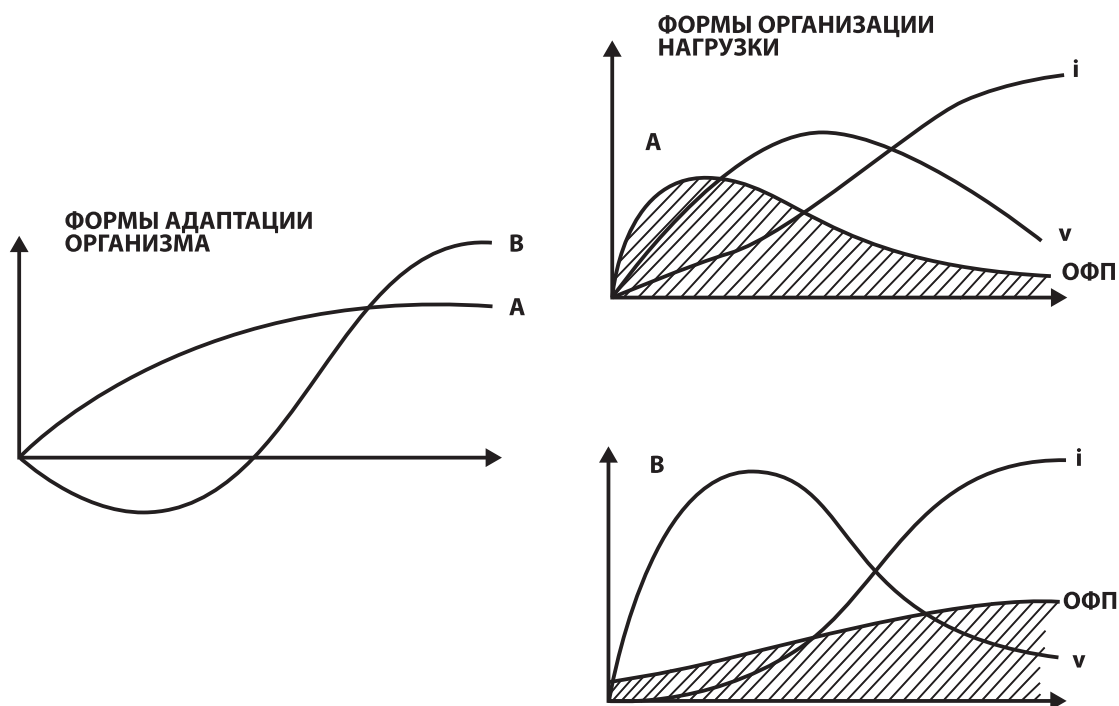 ФОРМЫ АДАПТАЦИИ
ОРГАНИЗМА
В
А
ФОРМЫ ОРГАНИЗАЦИИ
НАГРУЗКИ
А
i
v
ОФП
В
i
ОФП
v